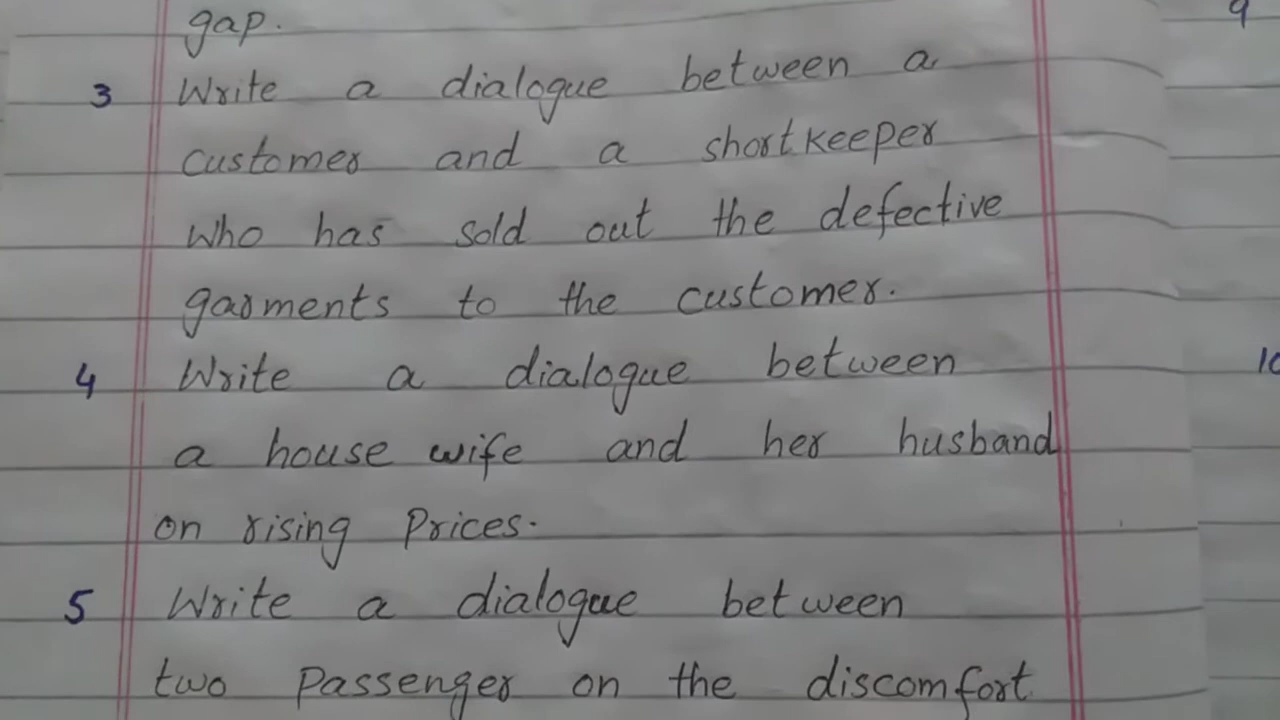 gap.
3 Write a dialogue between a
customer and a shortkeeper
who has sold out the defective
garments to the customer.
4 Write a dialogue between
a house wife and her husband
on rising Prices.
5 Write a dialogue between
two Passenger on the discomfort
9
10